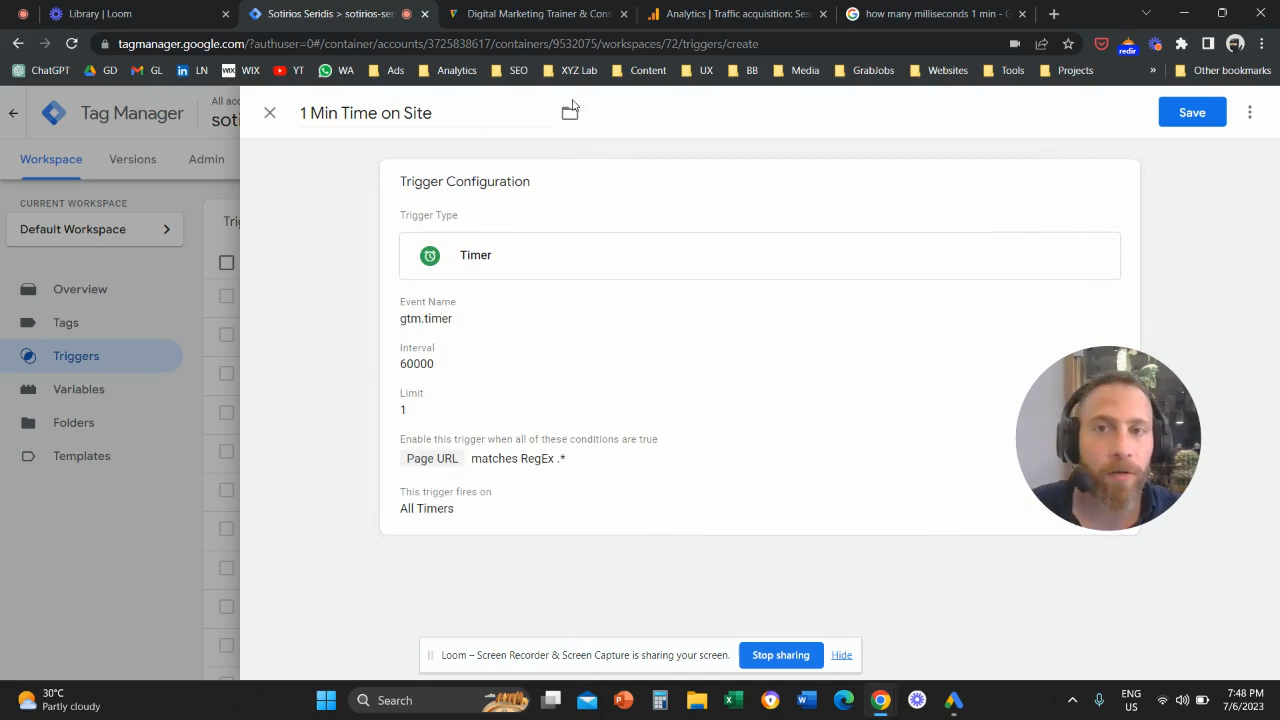 Library | Loom
Sotirios Seridis > sotirios-seri
Digital Marketing Trainer & Cons
Analytics | Traffic acquisition: Ses
how many milliseconds 1 min - G
tagmanager.google.com/?authuser=0#/container/accounts/3725838617/containers/9532075/workspaces/72/triggers/create
redir
ChatGPT GD GL LN WIX YT WA Ads Analytics SEO XYZ Lab Content UX BB Media GrabJobs Websites Tools Projects » Other bookmarks
All acc
Tag Manager
soti
1 Min Time on Site
Save
Workspace Versions Admin
CURRENT WORKSPACE
Default Workspace
Overview
Tags
Triggers
Variables
Folders
Templates
Tri
Trigger Configuration
Trigger Type
Timer
Event Name
gtm.timer
Interval
60000
Limit
1
Enable this trigger when all of these conditions are true
Page URL matches RegEx .*
This trigger fires on
All Timers
Loom – Screen Recorder & Screen Capture is sharing your screen.
Stop sharing
Hide
30°C
Partly cloudy
Search
ENG
US
7:48 PM
7/6/2023